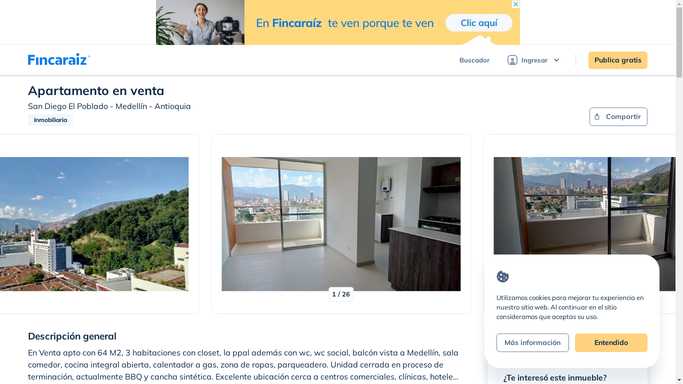 En Fincaraíz te ven porque te ven
Clic aquí
Fincaraíz
Buscador
Ingresar
Publica gratis
Apartamento en venta
San Diego El Poblado - Medellín - Antioquia
Inmobiliaria
Compartir
1 / 26
Utilizamos cookies para mejorar tu experiencia en
nuestro sitio web. Al continuar en el sitio
consideramos que aceptas su uso.
Más información
Entendido
Descripción general
En Venta apto con 64 M2, 3 habitaciones con closet, la ppal además con wc, wc social, balcón vista a Medellín, sala
comedor, cocina integral abierta, calentador a gas, zona de ropas, parqueadero. Unidad cerrada en proceso de
terminación, actualmente BBQ y cancha sintética. Excelente ubicación cerca a centros comerciales, clínicas, hotele...
¿Te interesó este inmueble?